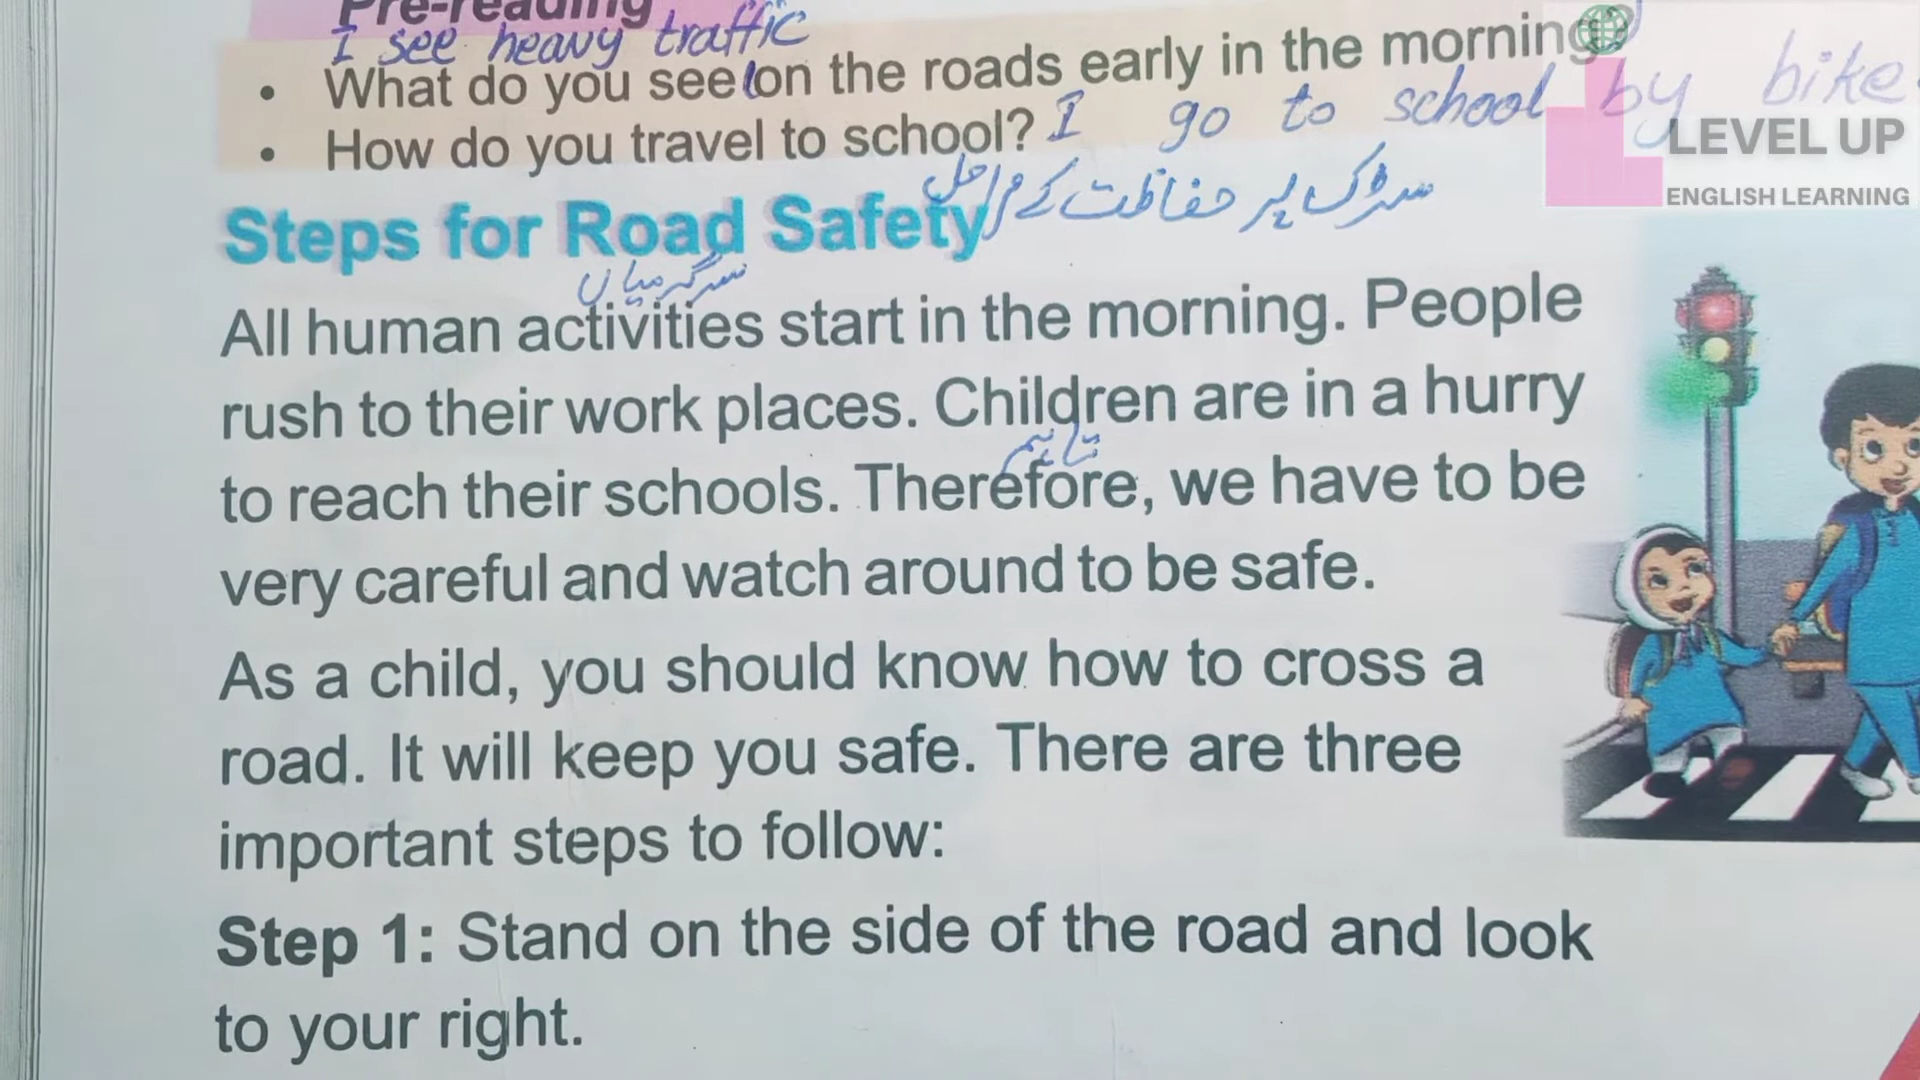 Pre-reading
I see heavy traffic
What do you see on the roads early in the morning?
How do you travel to school? I go to school by bike
LEVEL UP
ENGLISH LEARNING
Steps for Road Safety سڑک پر حفاظت کے مراحل
سرگرمیاں
All human activities start in the morning. People
rush to their work places. Children are in a hurry
تاہم
to reach their schools. Therefore, we have to be
very careful and watch around to be safe.
As a child, you should know how to cross a
road. It will keep you safe. There are three
important steps to follow:
Step 1: Stand on the side of the road and look
to your right.